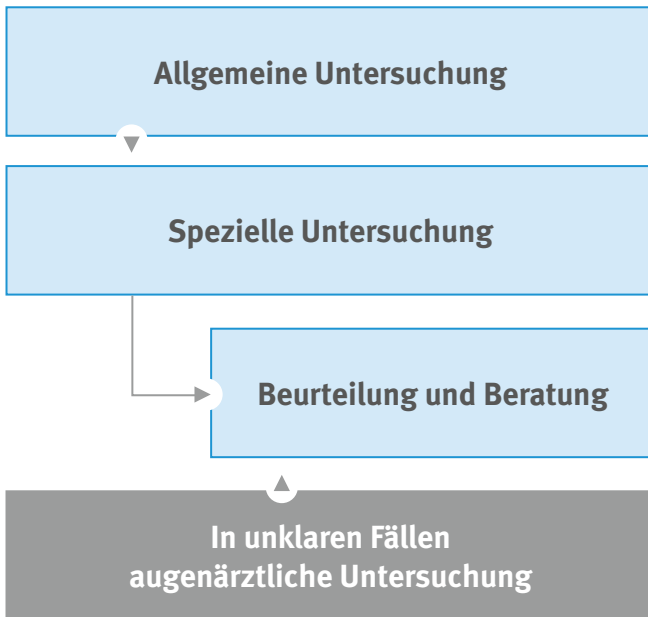 Allgemeine Untersuchung
Spezielle Untersuchung
Beurteilung und Beratung
In unklaren Fällen
augenärztliche Untersuchung